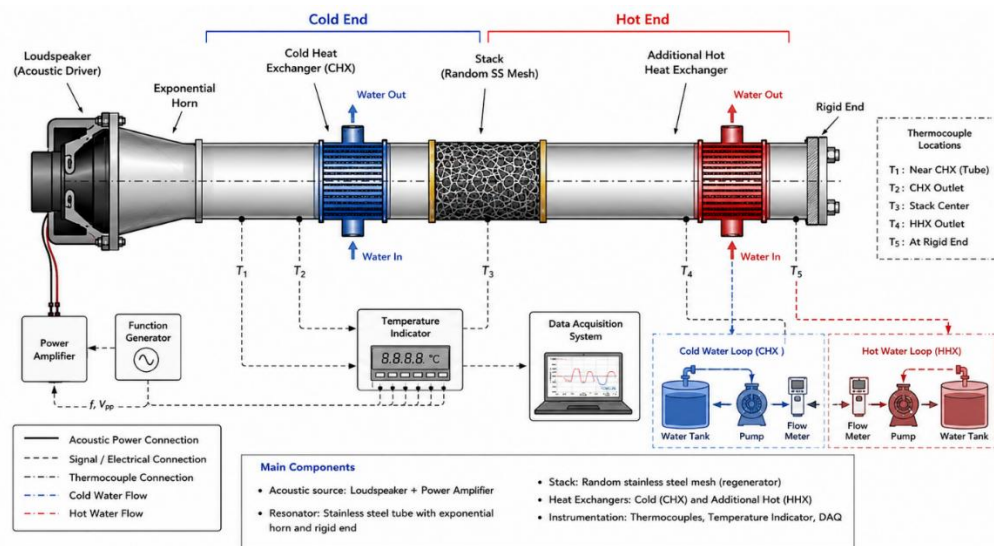 Cold End
Hot End
Loudspeaker
(Acoustic Driver)
Exponential
Horn
Cold Heat
Exchanger (CHX)
Stack
(Random SS Mesh)
Additional Hot
Heat Exchanger
Rigid End
Water Out
Water Out
Water In
Water In
Thermocouple
Locations
T₁ : Near CHX (Tube)
T₂ : CHX Outlet
T₃ : Stack Center
T₄ : HHX Outlet
T₅ : At Rigid End
T₁
T₂
T₃
T₄
T₅
Power
Amplifier
Function
Generator
f, Vpp
Temperature
Indicator
8.8.8.8. °C
Data Acquisition
System
Cold Water Loop (CHX )
Water Tank
Pump
Flow
Meter
Hot Water Loop (HHX)
Flow
Meter
Pump
Water Tank
Acoustic Power Connection
Signal / Electrical Connection
Thermocouple Connection
Cold Water Flow
Hot Water Flow
Main Components
• Acoustic source: Loudspeaker + Power Amplifier
• Resonator: Stainless steel tube with exponential
horn and rigid end
• Stack: Random stainless steel mesh (regenerator)
• Heat Exchangers: Cold (CHX) and Additional Hot (HHX)
• Instrumentation: Thermocouples, Temperature Indicator, DAQ